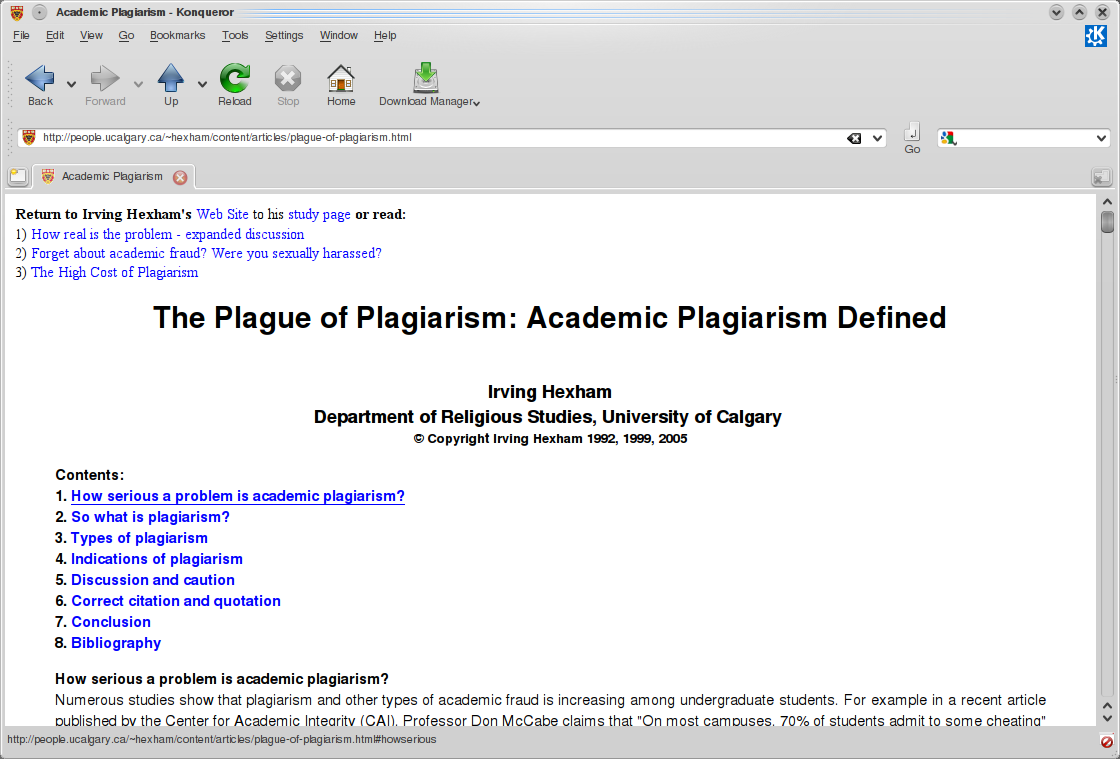 Academic Plagiarism - Konqueror
File Edit View Go Bookmarks Tools Settings Window Help
Back Forward Up Reload Stop Home Download Manager
http://people.ucalgary.ca/~hexham/content/articles/plague-of-plagiarism.html
Go
Academic Plagiarism
Return to Irving Hexham's Web Site to his study page or read:
1) How real is the problem - expanded discussion
2) Forget about academic fraud? Were you sexually harassed?
3) The High Cost of Plagiarism
The Plague of Plagiarism: Academic Plagiarism Defined
Irving Hexham
Department of Religious Studies, University of Calgary
© Copyright Irving Hexham 1992, 1999, 2005
Contents:
1. How serious a problem is academic plagiarism?
2. So what is plagiarism?
3. Types of plagiarism
4. Indications of plagiarism
5. Discussion and caution
6. Correct citation and quotation
7. Conclusion
8. Bibliography
How serious a problem is academic plagiarism?
Numerous studies show that plagiarism and other types of academic fraud is increasing among undergraduate students. For example in a recent article
published by the Center for Academic Integrity (CAI), Professor Don McCabe claims that "On most campuses, 70% of students admit to some cheating"
http://people.ucalgary.ca/~hexham/content/articles/plague-of-plagiarism.html#howserious